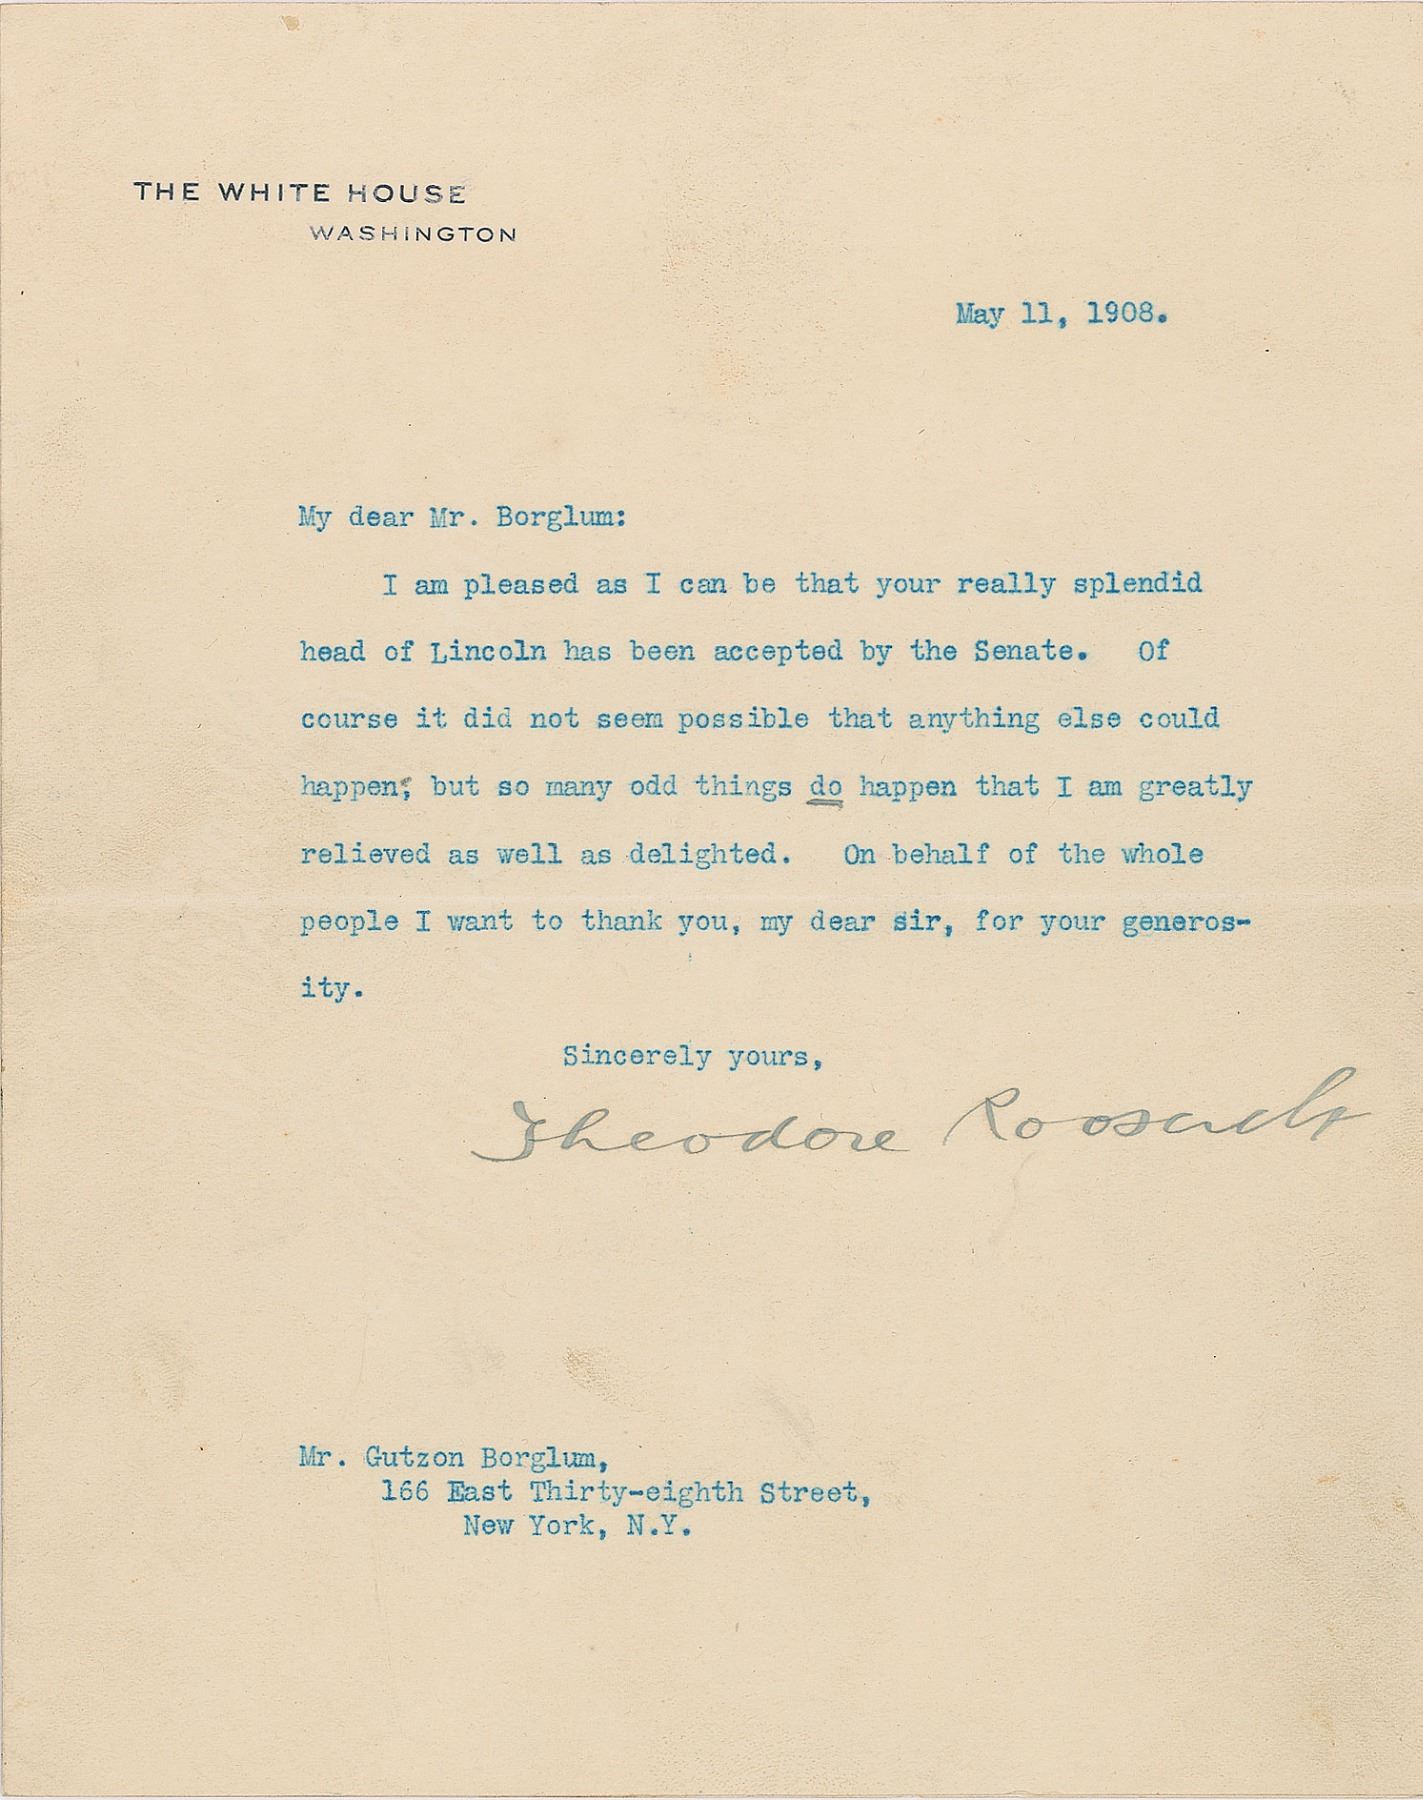 THE WHITE HOUSE
WASHINGTON
May 11, 1908.
My dear Mr. Borglum:
I am pleased as I can be that your really splendid
head of Lincoln has been accepted by the Senate. Of
course it did not seem possible that anything else could
happen; but so many odd things do happen that I am greatly
relieved as well as delighted. On behalf of the whole
people I want to thank you, my dear sir, for your generos-
ity.
Sincerely yours,
Theodore Roosevelt
Mr. Gutzon Borglum,
166 East Thirty-eighth Street,
New York, N.Y.